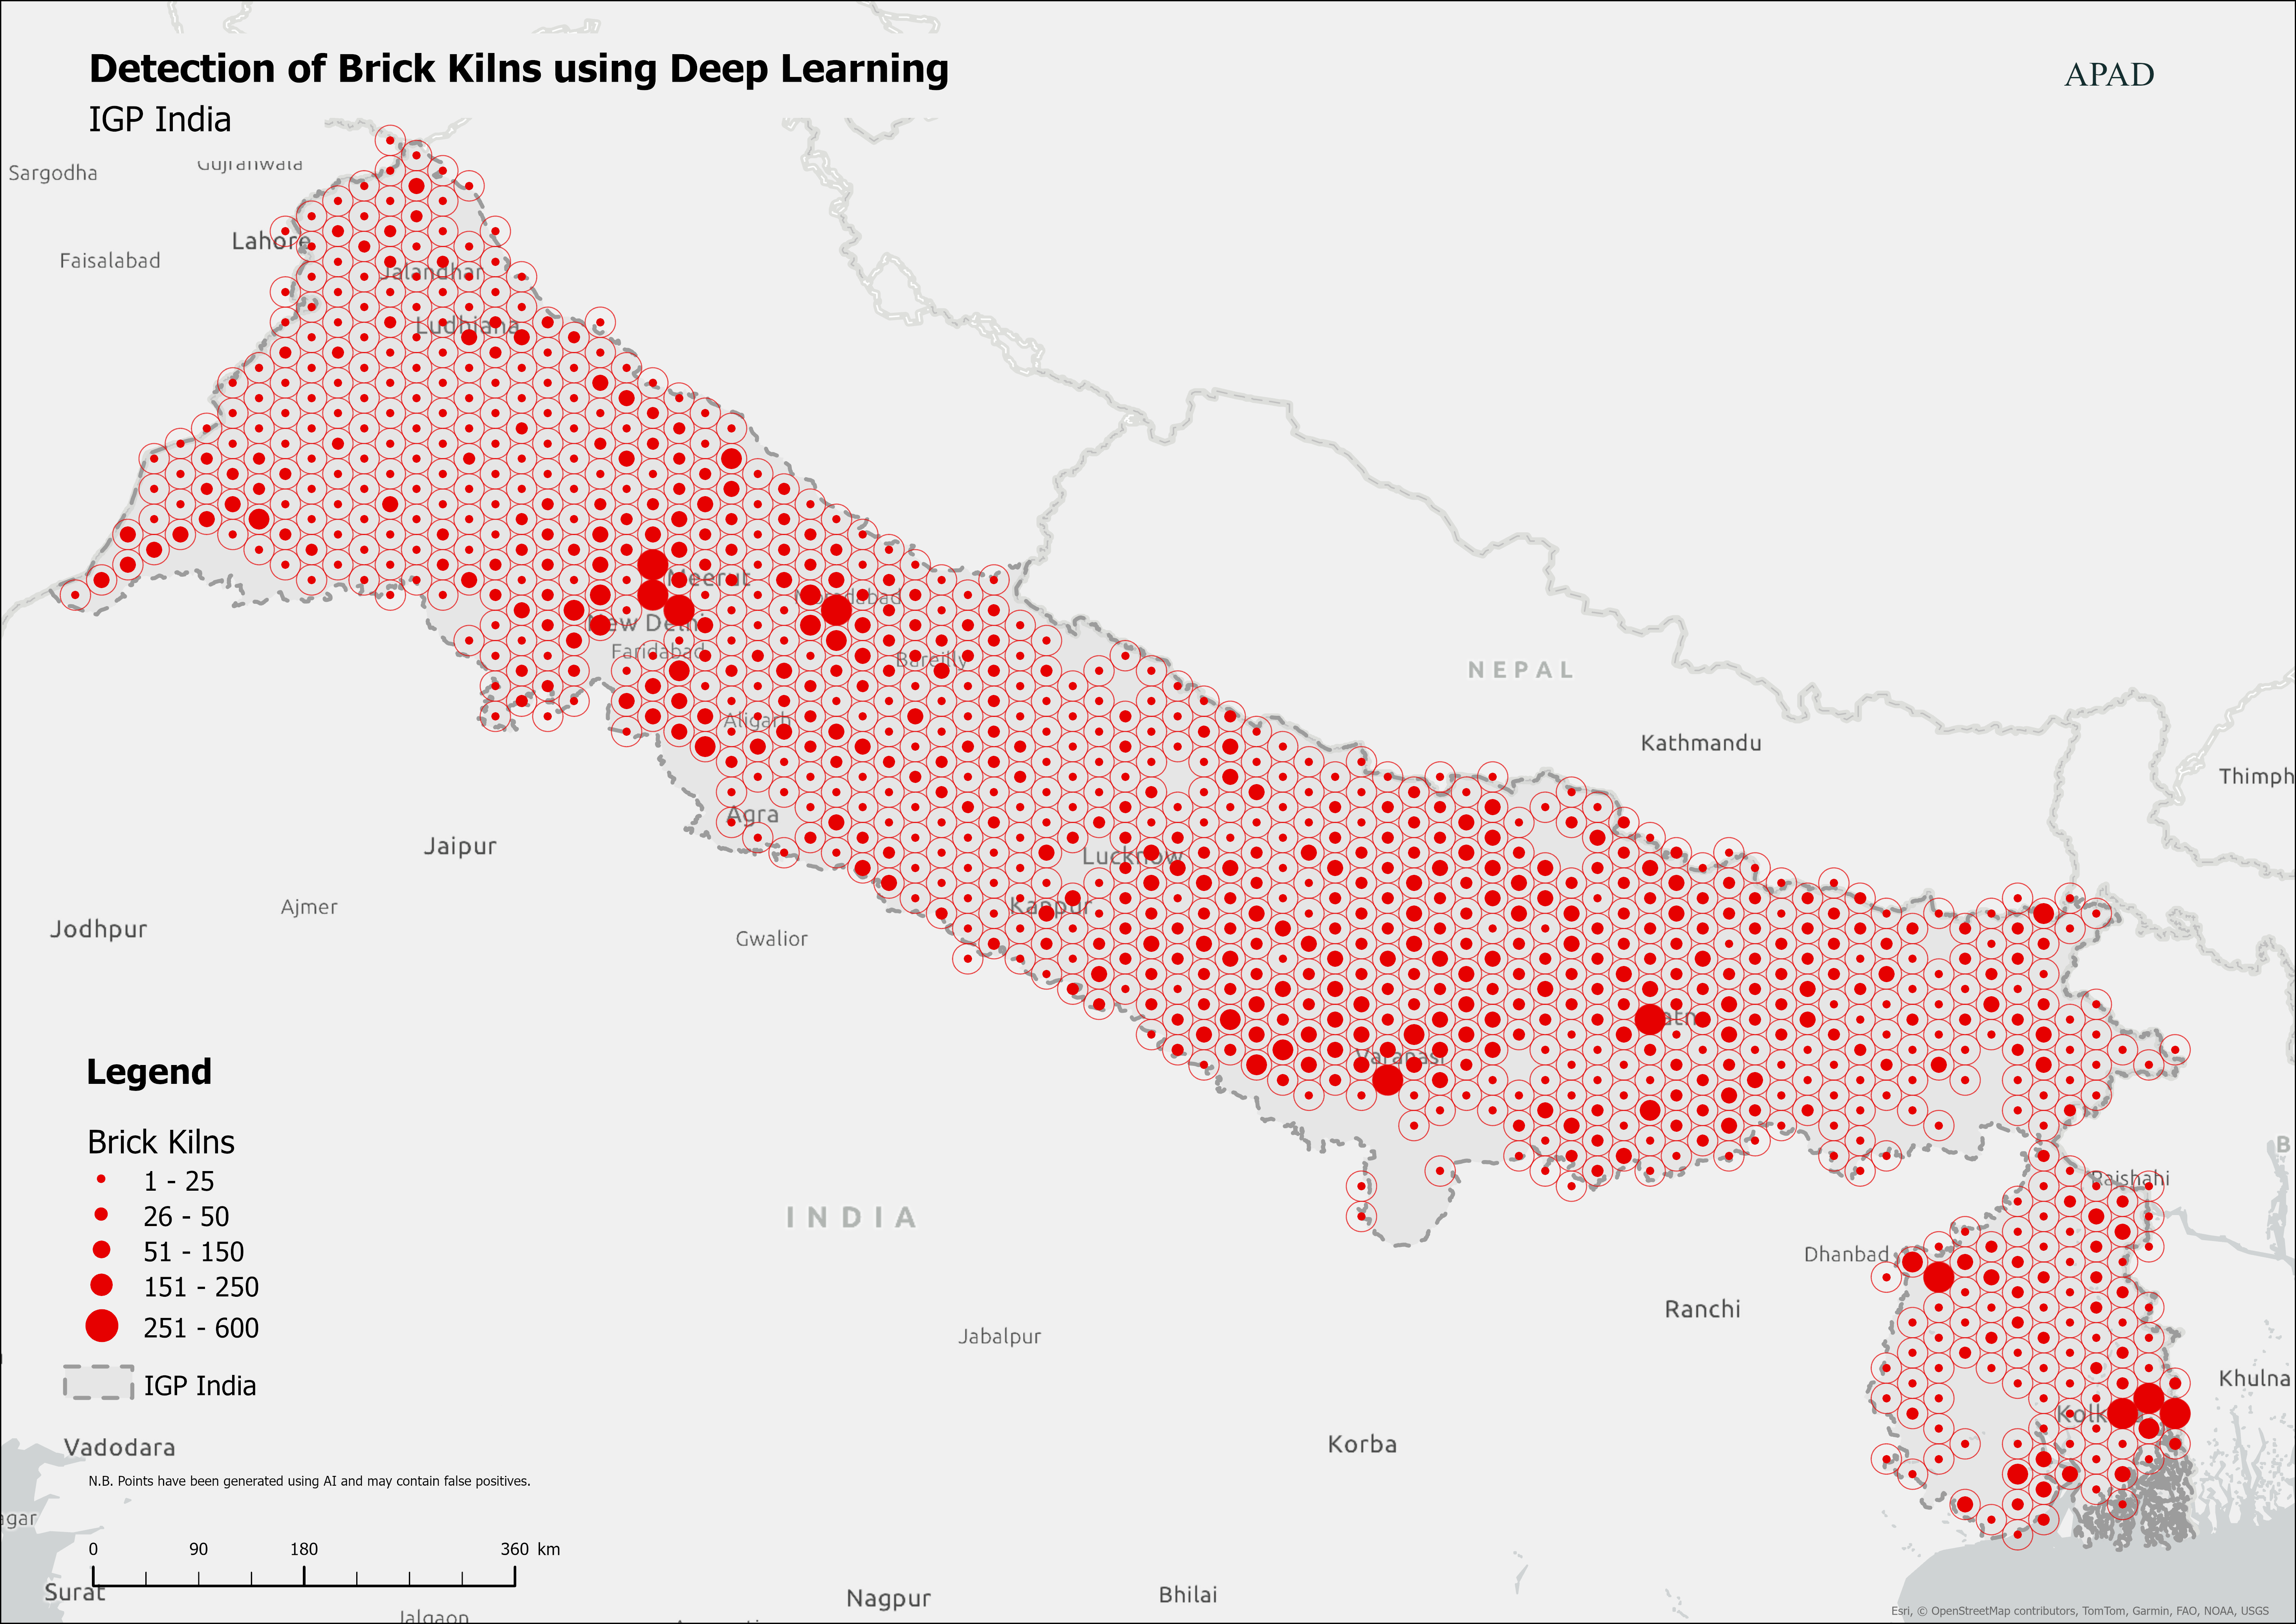 Detection of Brick Kilns using Deep Learning
APAD
IGP India
Gujranwala
Sargodha
Lahore
Faisalabad
Jalandhar
Ludhiana
Meerut
Moradabad
New Delhi
Faridabad
Bareilly
NEPAL
Aligarh
Kathmandu
Thimph
Agra
Jaipur
Lucknow
Ajmer
Kanpur
Jodhpur
Gwalior
Patn
Varanasi
Legend
Brick Kilns
1 - 25
26 - 50
51 - 150
151 - 250
251 - 600
IGP India
B
Rajshahi
INDIA
Dhanbad
Ranchi
Jabalpur
Khulna
Kolk
Korba
Vadodara
N.B. Points have been generated using AI and may contain false positives.
agar
0 90 180 360 km
Surat
Nagpur
Bhilai
Jalgaon
Esri, © OpenStreetMap contributors, TomTom, Garmin, FAO, NOAA, USGS